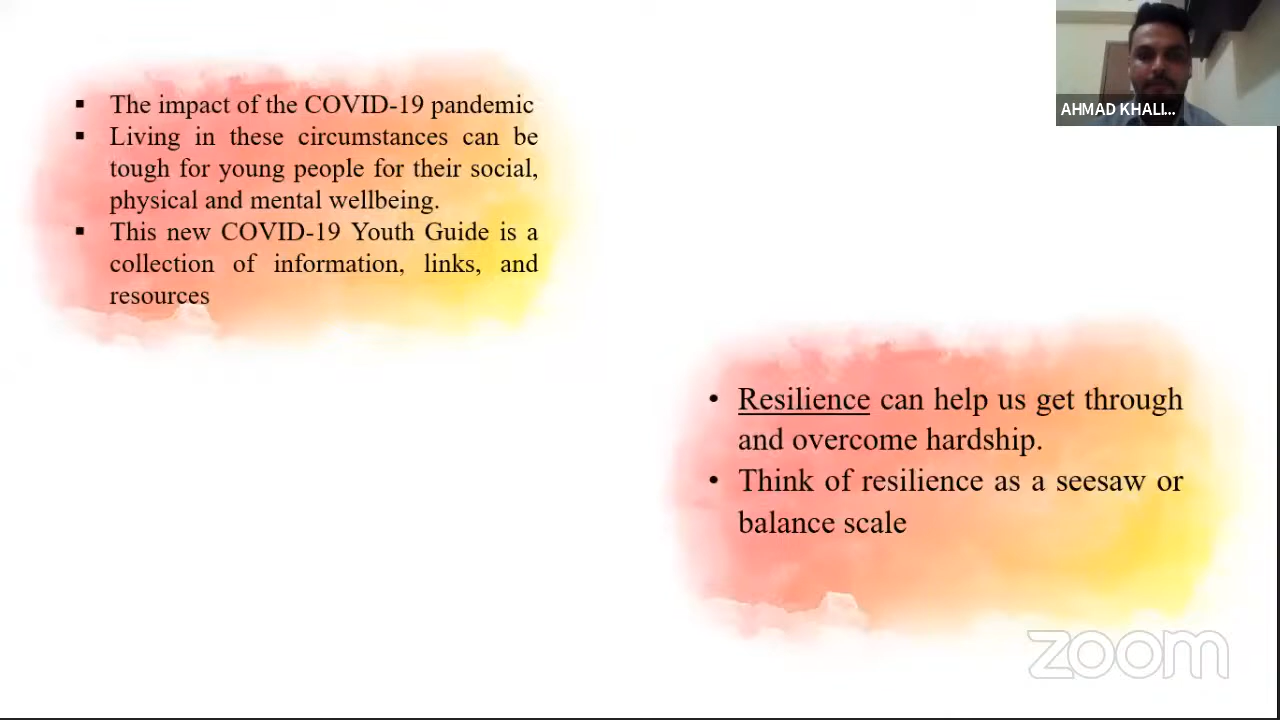 ▪ The impact of the COVID-19 pandemic
▪ Living in these circumstances can be
tough for young people for their social,
physical and mental wellbeing.
▪ This new COVID-19 Youth Guide is a
collection of information, links, and
resources
AHMAD KHALI...
• Resilience can help us get through
and overcome hardship.
• Think of resilience as a seesaw or
balance scale
zoom